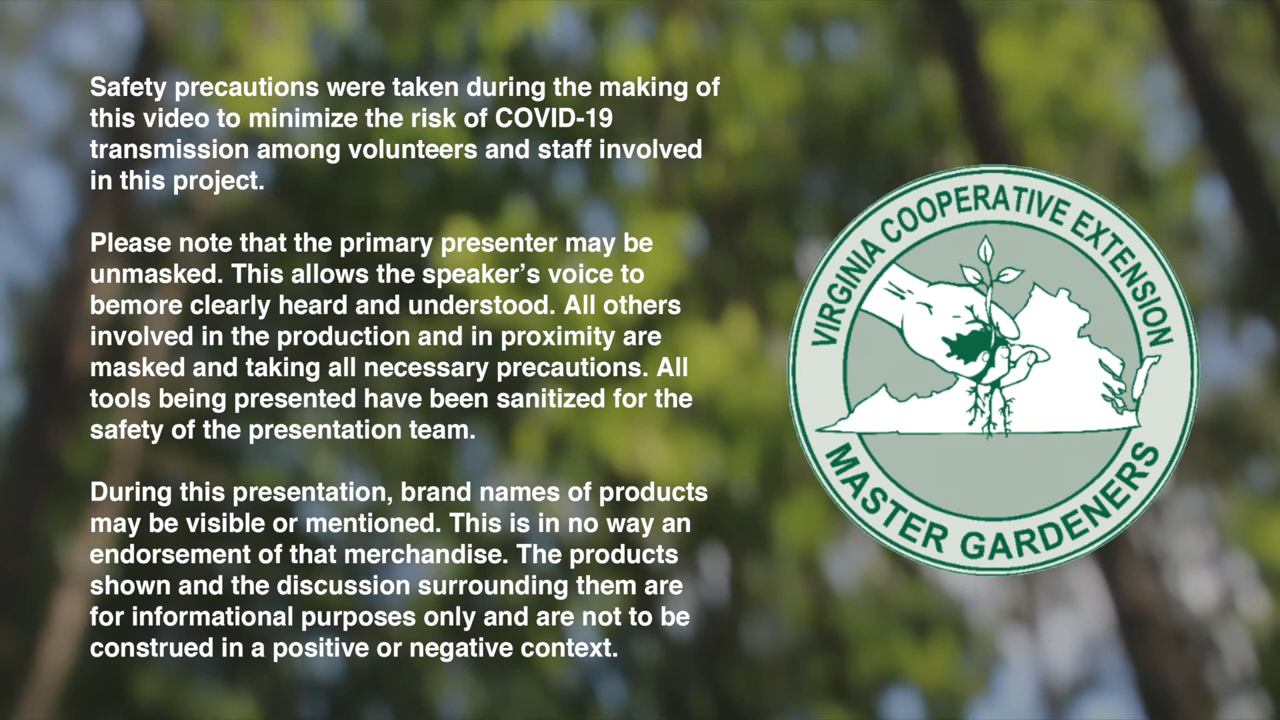 Safety precautions were taken during the making of
this video to minimize the risk of COVID-19
transmission among volunteers and staff involved
in this project.
Please note that the primary presenter may be
unmasked. This allows the speaker’s voice to
bemore clearly heard and understood. All others
involved in the production and in proximity are
masked and taking all necessary precautions. All
tools being presented have been sanitized for the
safety of the presentation team.
During this presentation, brand names of products
may be visible or mentioned. This is in no way an
endorsement of that merchandise. The products
shown and the discussion surrounding them are
for informational purposes only and are not to be
construed in a positive or negative context.
VIRGINIA COOPERATIVE EXTENSION
MASTER GARDENERS